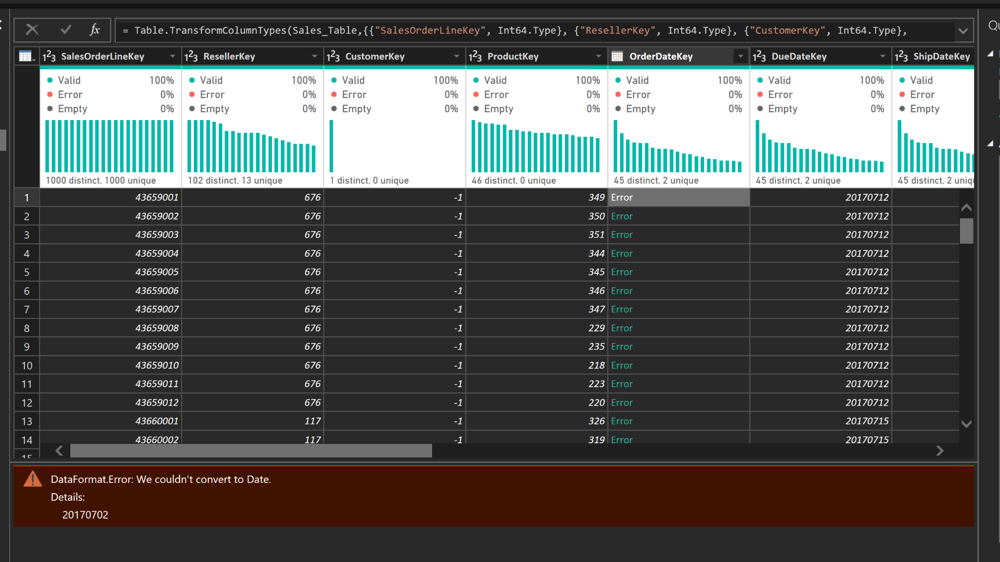 Qu
fx = Table.TransformColumnTypes(Sales_Table,{{"SalesOrderLineKey", Int64.Type}, {"ResellerKey", Int64.Type}, {"CustomerKey", Int64.Type},
1²3 SalesOrderLineKey 1²3 ResellerKey 1²3 CustomerKey 1²3 ProductKey OrderDateKey 1²3 DueDateKey 1²3 ShipDateKey
Valid 100% Valid 100% Valid 100% Valid 100% Valid 100% Valid 100% Valid
Error 0% Error 0% Error 0% Error 0% Error 0% Error 0% Error
Empty 0% Empty 0% Empty 0% Empty 0% Empty 0% Empty 0% Empty
1000 distinct, 1000 unique 102 distinct, 13 unique 1 distinct, 0 unique 46 distinct, 0 unique 45 distinct, 2 unique 45 distinct, 2 unique 45 distinct, 2 uniq
1 43659001 676 -1 349 Error 20170712
2 43659002 676 -1 350 Error 20170712
3 43659003 676 -1 351 Error 20170712
4 43659004 676 -1 344 Error 20170712
5 43659005 676 -1 345 Error 20170712
6 43659006 676 -1 346 Error 20170712
7 43659007 676 -1 347 Error 20170712
8 43659008 676 -1 229 Error 20170712
9 43659009 676 -1 235 Error 20170712
10 43659010 676 -1 218 Error 20170712
11 43659011 676 -1 223 Error 20170712
12 43659012 676 -1 220 Error 20170712
13 43660001 117 -1 326 Error 20170715
14 43660002 117 -1 319 Error 20170715
15
DataFormat.Error: We couldn't convert to Date.
Details:
20170702